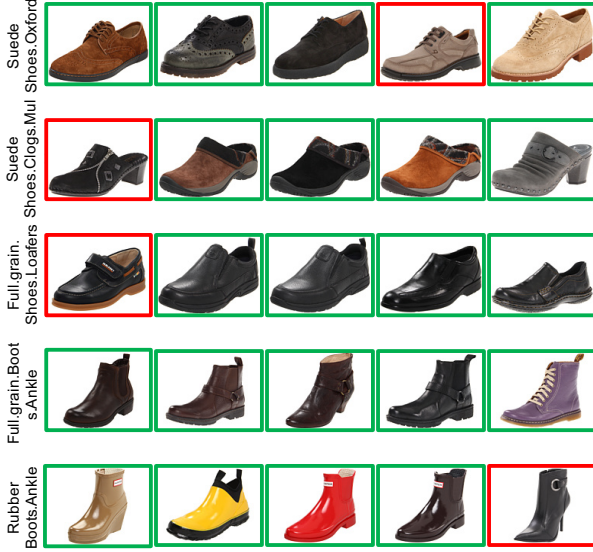 Suede
Shoes.Oxford
Suede
Shoes.Clogs.Mul
Full.grain.
Shoes.Loafers
Full.grain.Boot
s.Ankle
Rubber
Boots.Ankle